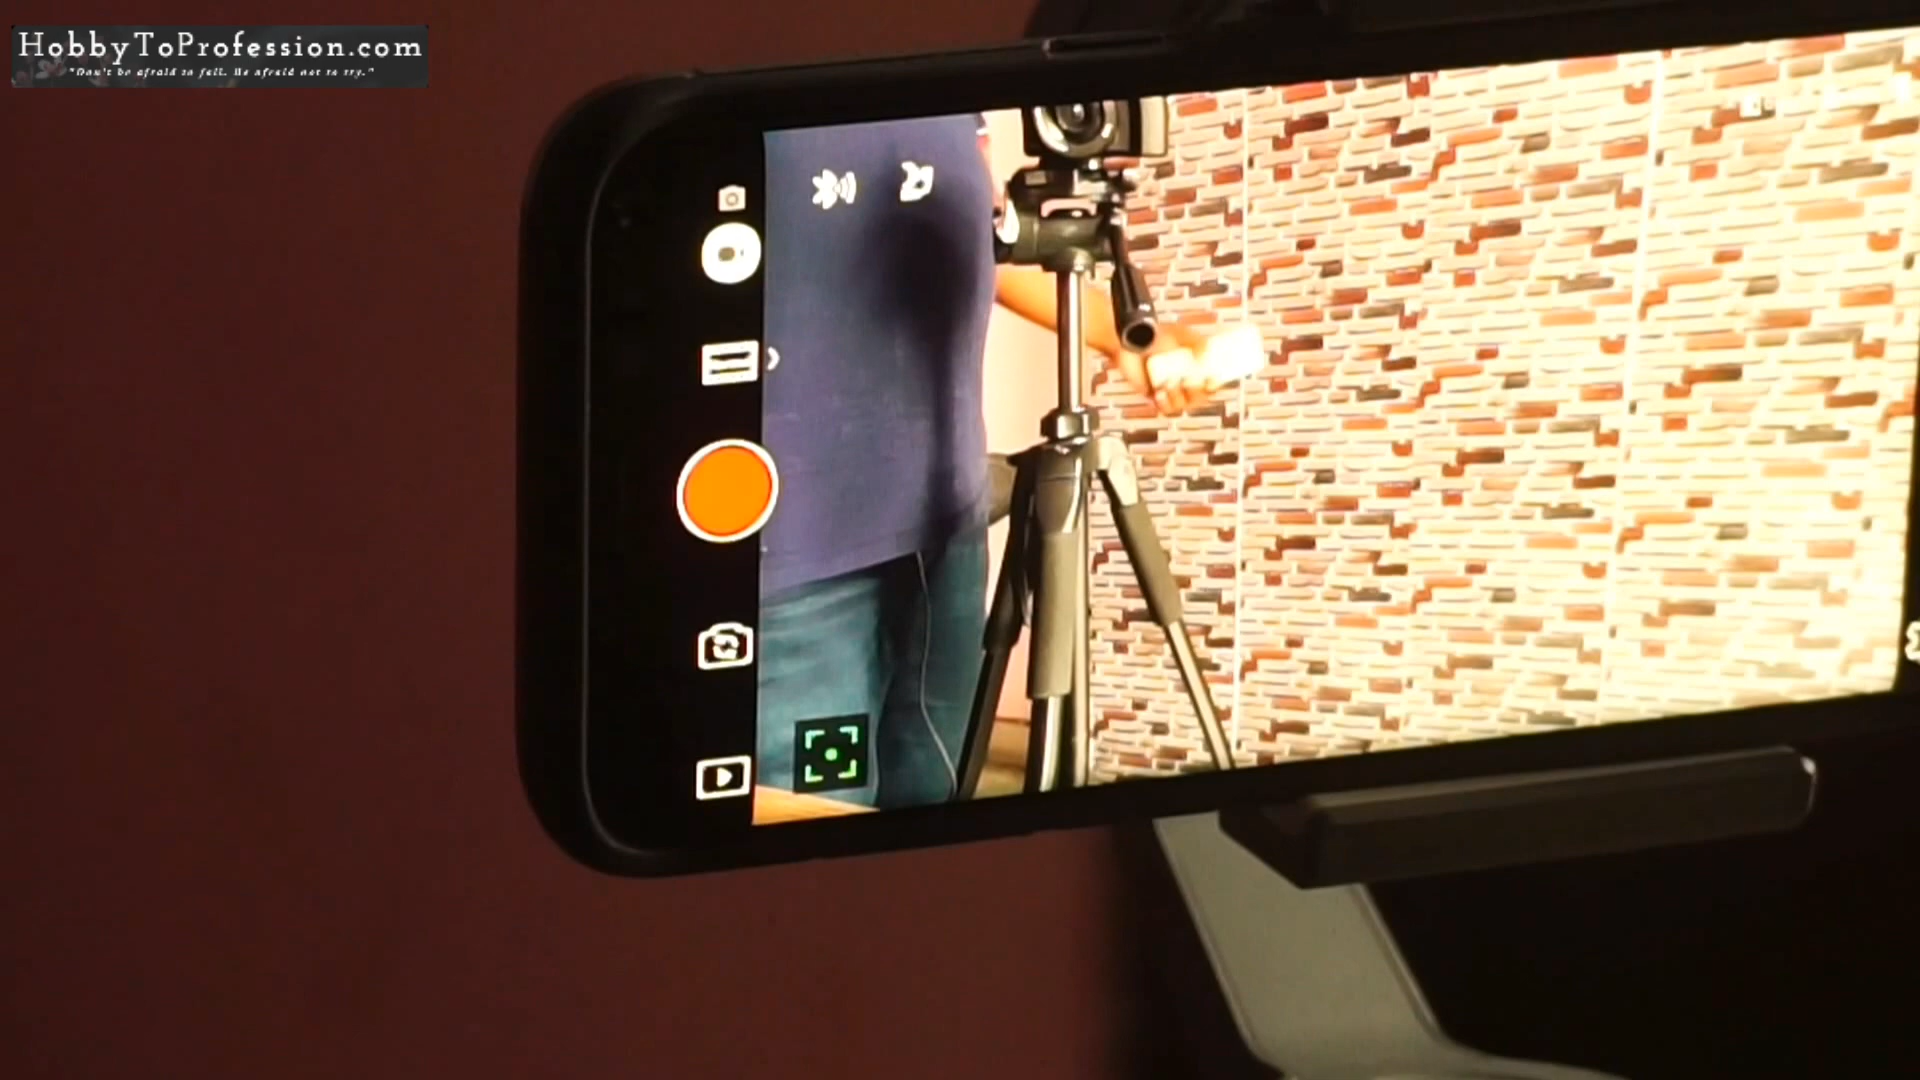 HobbyToProfession.com
"Don't be afraid to fail. Be afraid not to try."